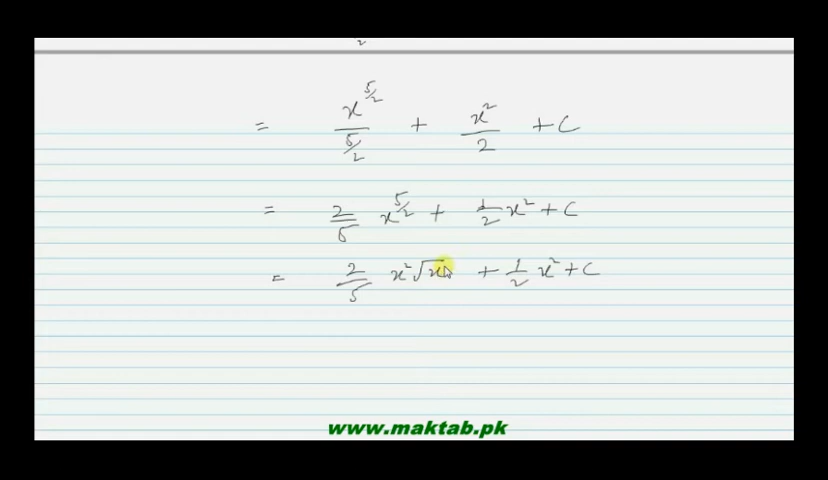 = x^{5/2} / (5/2) + x²/2 + C
= 2/5 x^{5/2} + 1/2 x² + C
= 2/5 x² √x + 1/2 x² + C
www.maktab.pk